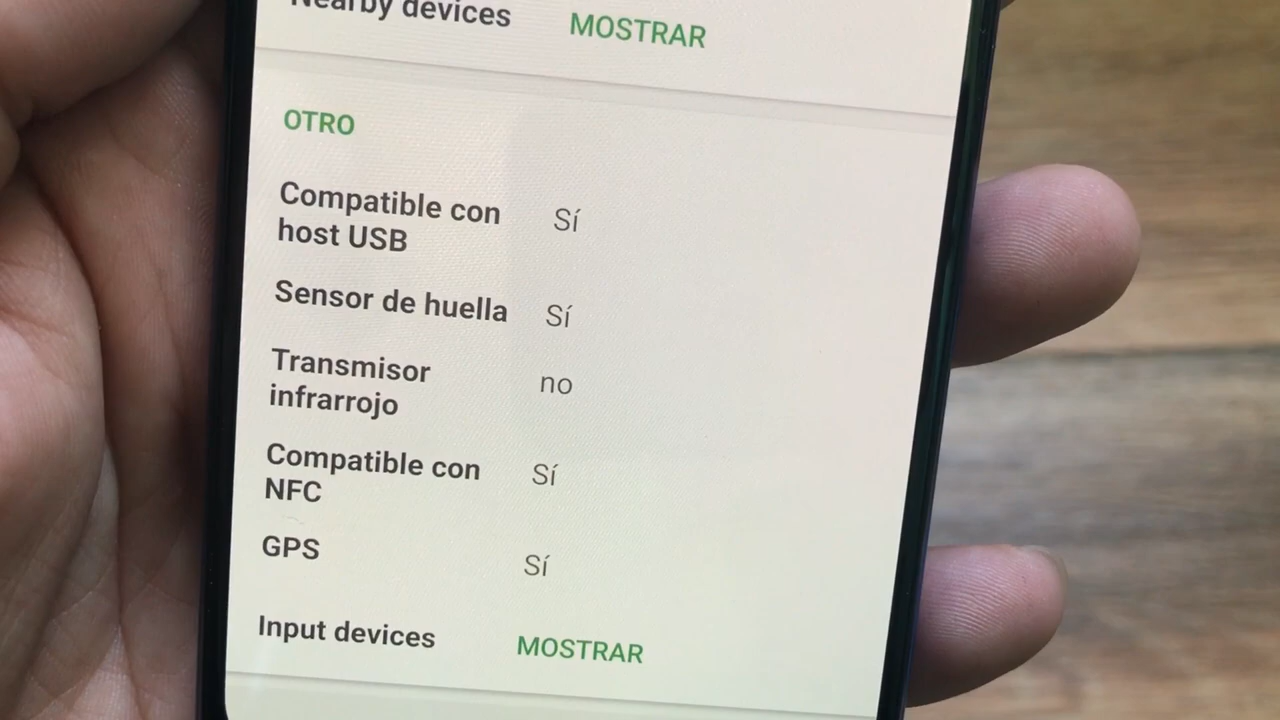 Nearby devices MOSTRAR
OTRO
Compatible con
host USB
Sí
Sensor de huella Sí
Transmisor
infrarrojo
no
Compatible con
NFC
Sí
GPS Sí
Input devices MOSTRAR